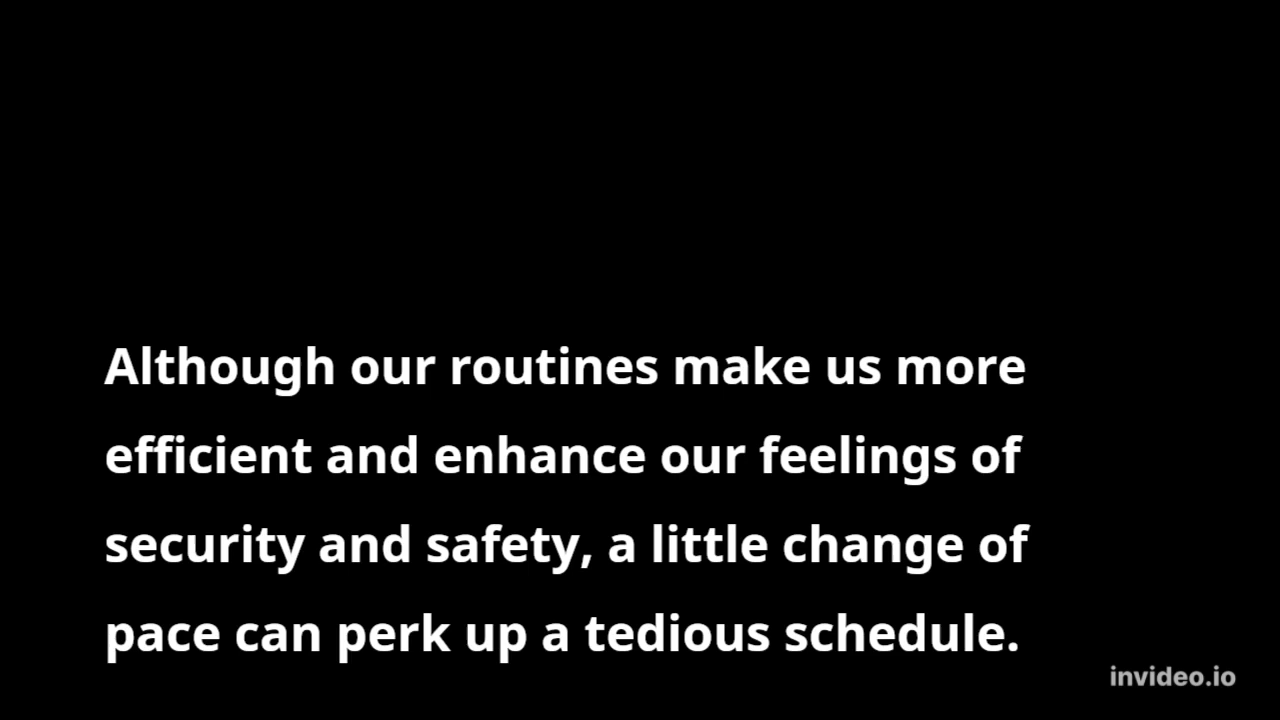 Although our routines make us more
efficient and enhance our feelings of
security and safety, a little change of
pace can perk up a tedious schedule.
invideo.io